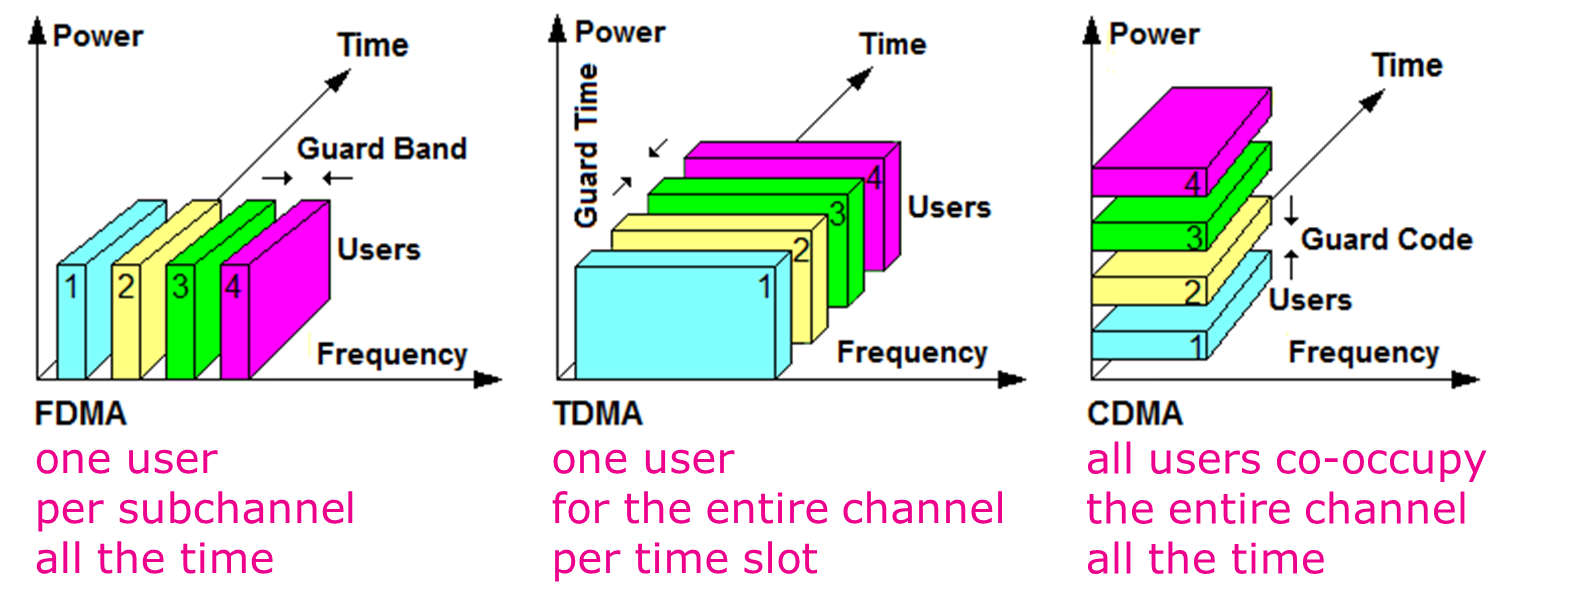 Power
Time
Guard Band
Users
1
2
3
4
Frequency
FDMA
one user
per subchannel
all the time
Power
Time
Guard Time
Users
4
3
2
1
Frequency
TDMA
one user
for the entire channel
per time slot
Power
Time
4
3
Guard Code
2
Users
1
Frequency
CDMA
all users co-occupy
the entire channel
all the time